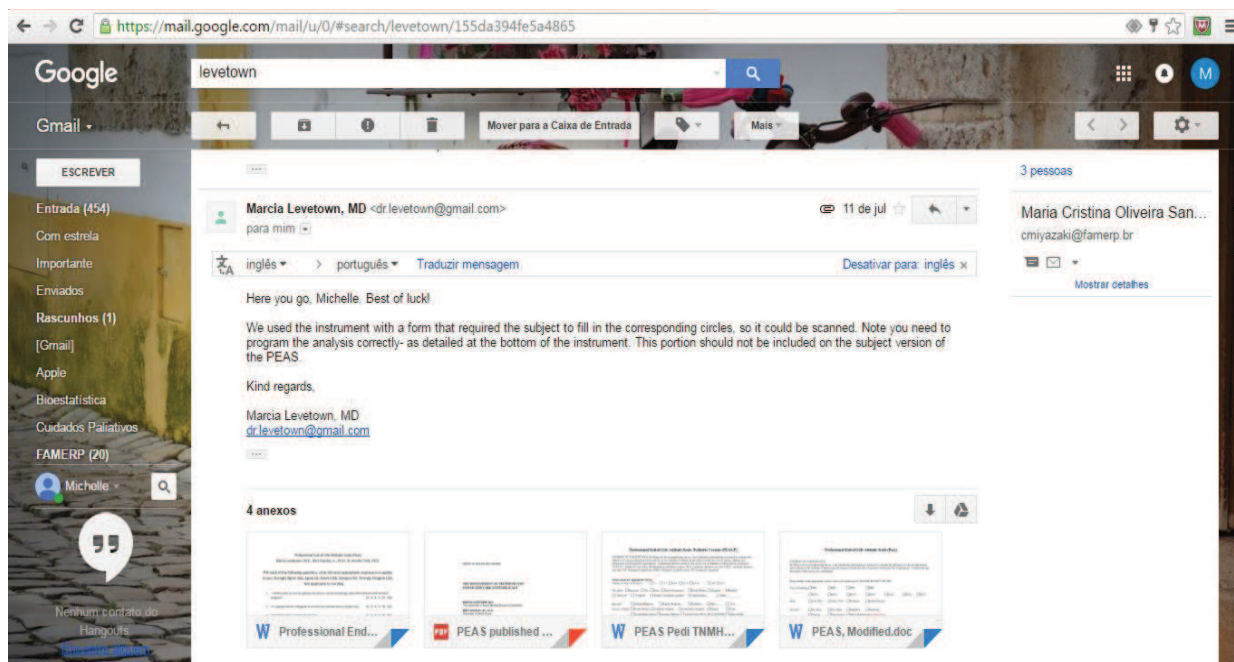 https://mail.google.com/mail/u/0/#search/levetown/155da394fe5a4865
Google
levetown
M
Gmail
Mover para a Caixa de Entrada
Mais
ESCREVER
Entrada (454)
Com estrela
Importante
Enviados
Rascunhos (1)
[Gmail]
Apple
Bioestatística
Cuidados Paliativos
FAMERP (20)
Michelle
Nenhum contato do
Hangouts
Marcia Levetown, MD <dr.levetown@gmail.com>
11 de jul
para mim
inglês > português Traduzir mensagem
Desativar para: inglês x
Here you go, Michelle. Best of luck!
We used the instrument with a form that required the subject to fill in the corresponding circles, so it could be scanned. Note you need to
program the analysis correctly- as detailed at the bottom of the instrument. This portion should not be included on the subject version of
the PEAS.
Kind regards,
Marcia Levetown, MD
dr.levetown@gmail.com
4 anexos
W Professional End...
PDF PEAS published ...
W PEAS Pedi TNMH...
W PEAS, Modified.doc
3 pessoas
Maria Cristina Oliveira San...
cmiyazaki@famerp.br
Mostrar detalhes